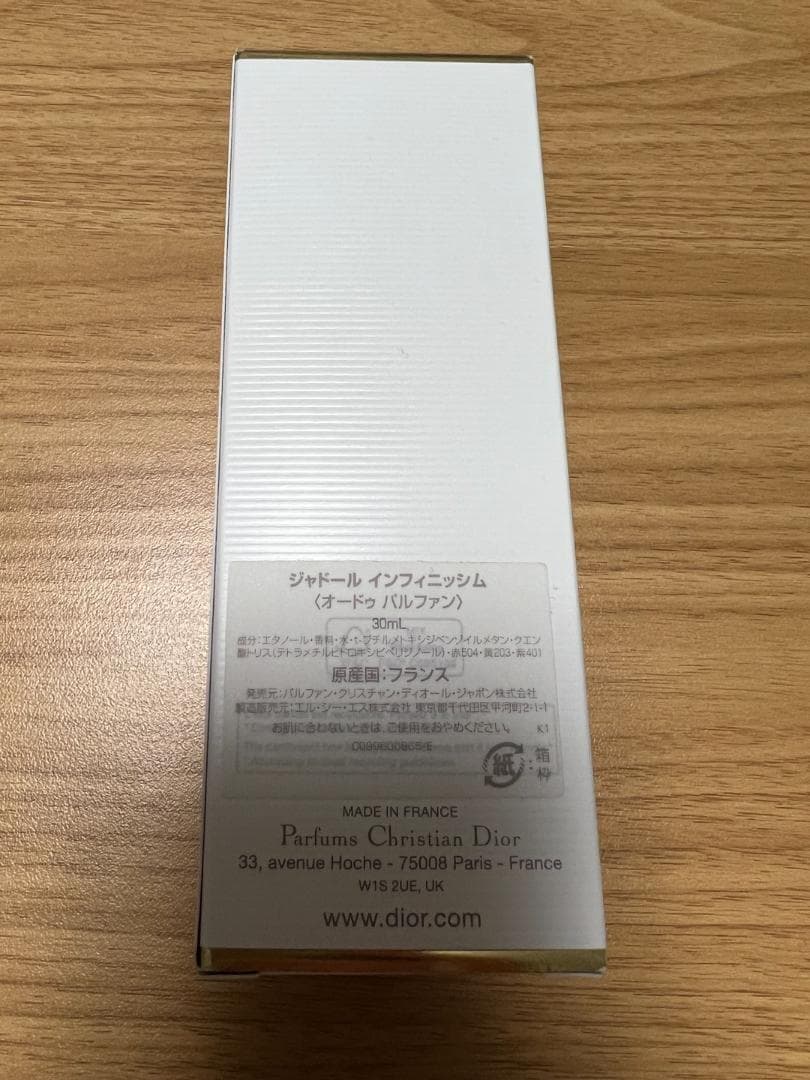 ジャドール インフィニッシム
〈オードゥ パルファン〉
30mL
成分：エタノール・香料・水・t-ブチルメトキシジベンゾイルメタン・クエン
酸トリス(テトラメチルヒドロキシピペリジノール)・赤504・黄203・紫401
原産国：フランス
発売元：パルファン・クリスチャン・ディオール・ジャポン株式会社
製造販売元：エル・シー・エス株式会社 東京都千代田区平河町2-1-1
お肌に合わないときは、ご使用をおやめください。 K1
紙 : 箱
枠
MADE IN FRANCE
Parfums Christian Dior
33, avenue Hoche - 75008 Paris - France
W1S 2UE, UK
www.dior.com